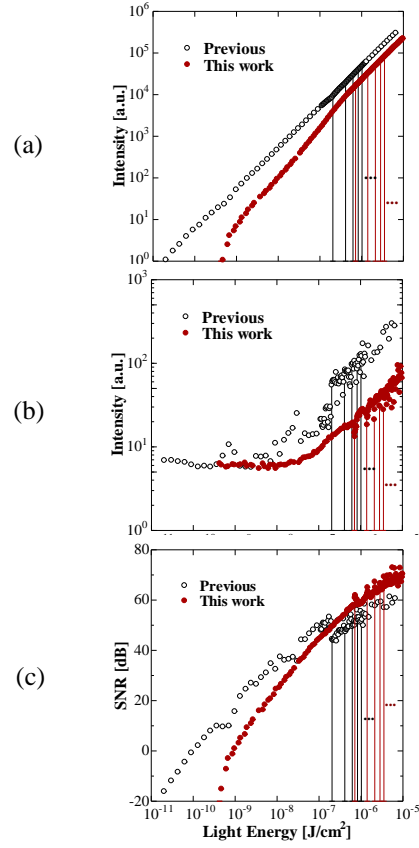 (a)
Intensity [a.u.]
10^6
10^5
10^4
10^3
10^2
10^1
10^0
Previous
This work
(b)
Intensity [a.u.]
10^3
10^2
10^1
10^0
Previous
This work
(c)
SNR [dB]
80
60
40
20
0
-20
Previous
This work
10^-11 10^-10 10^-9 10^-8 10^-7 10^-6 10^-5
Light Energy [J/cm^2]